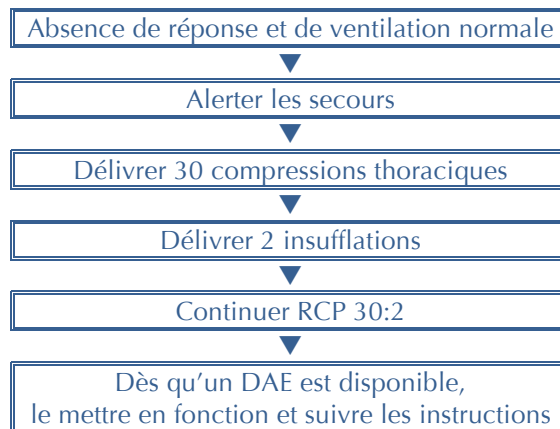 Absence de réponse et de ventilation normale
Alerter les secours
Délivrer 30 compressions thoraciques
Délivrer 2 insufflations
Continuer RCP 30:2
Dès qu’un DAE est disponible,
le mettre en fonction et suivre les instructions